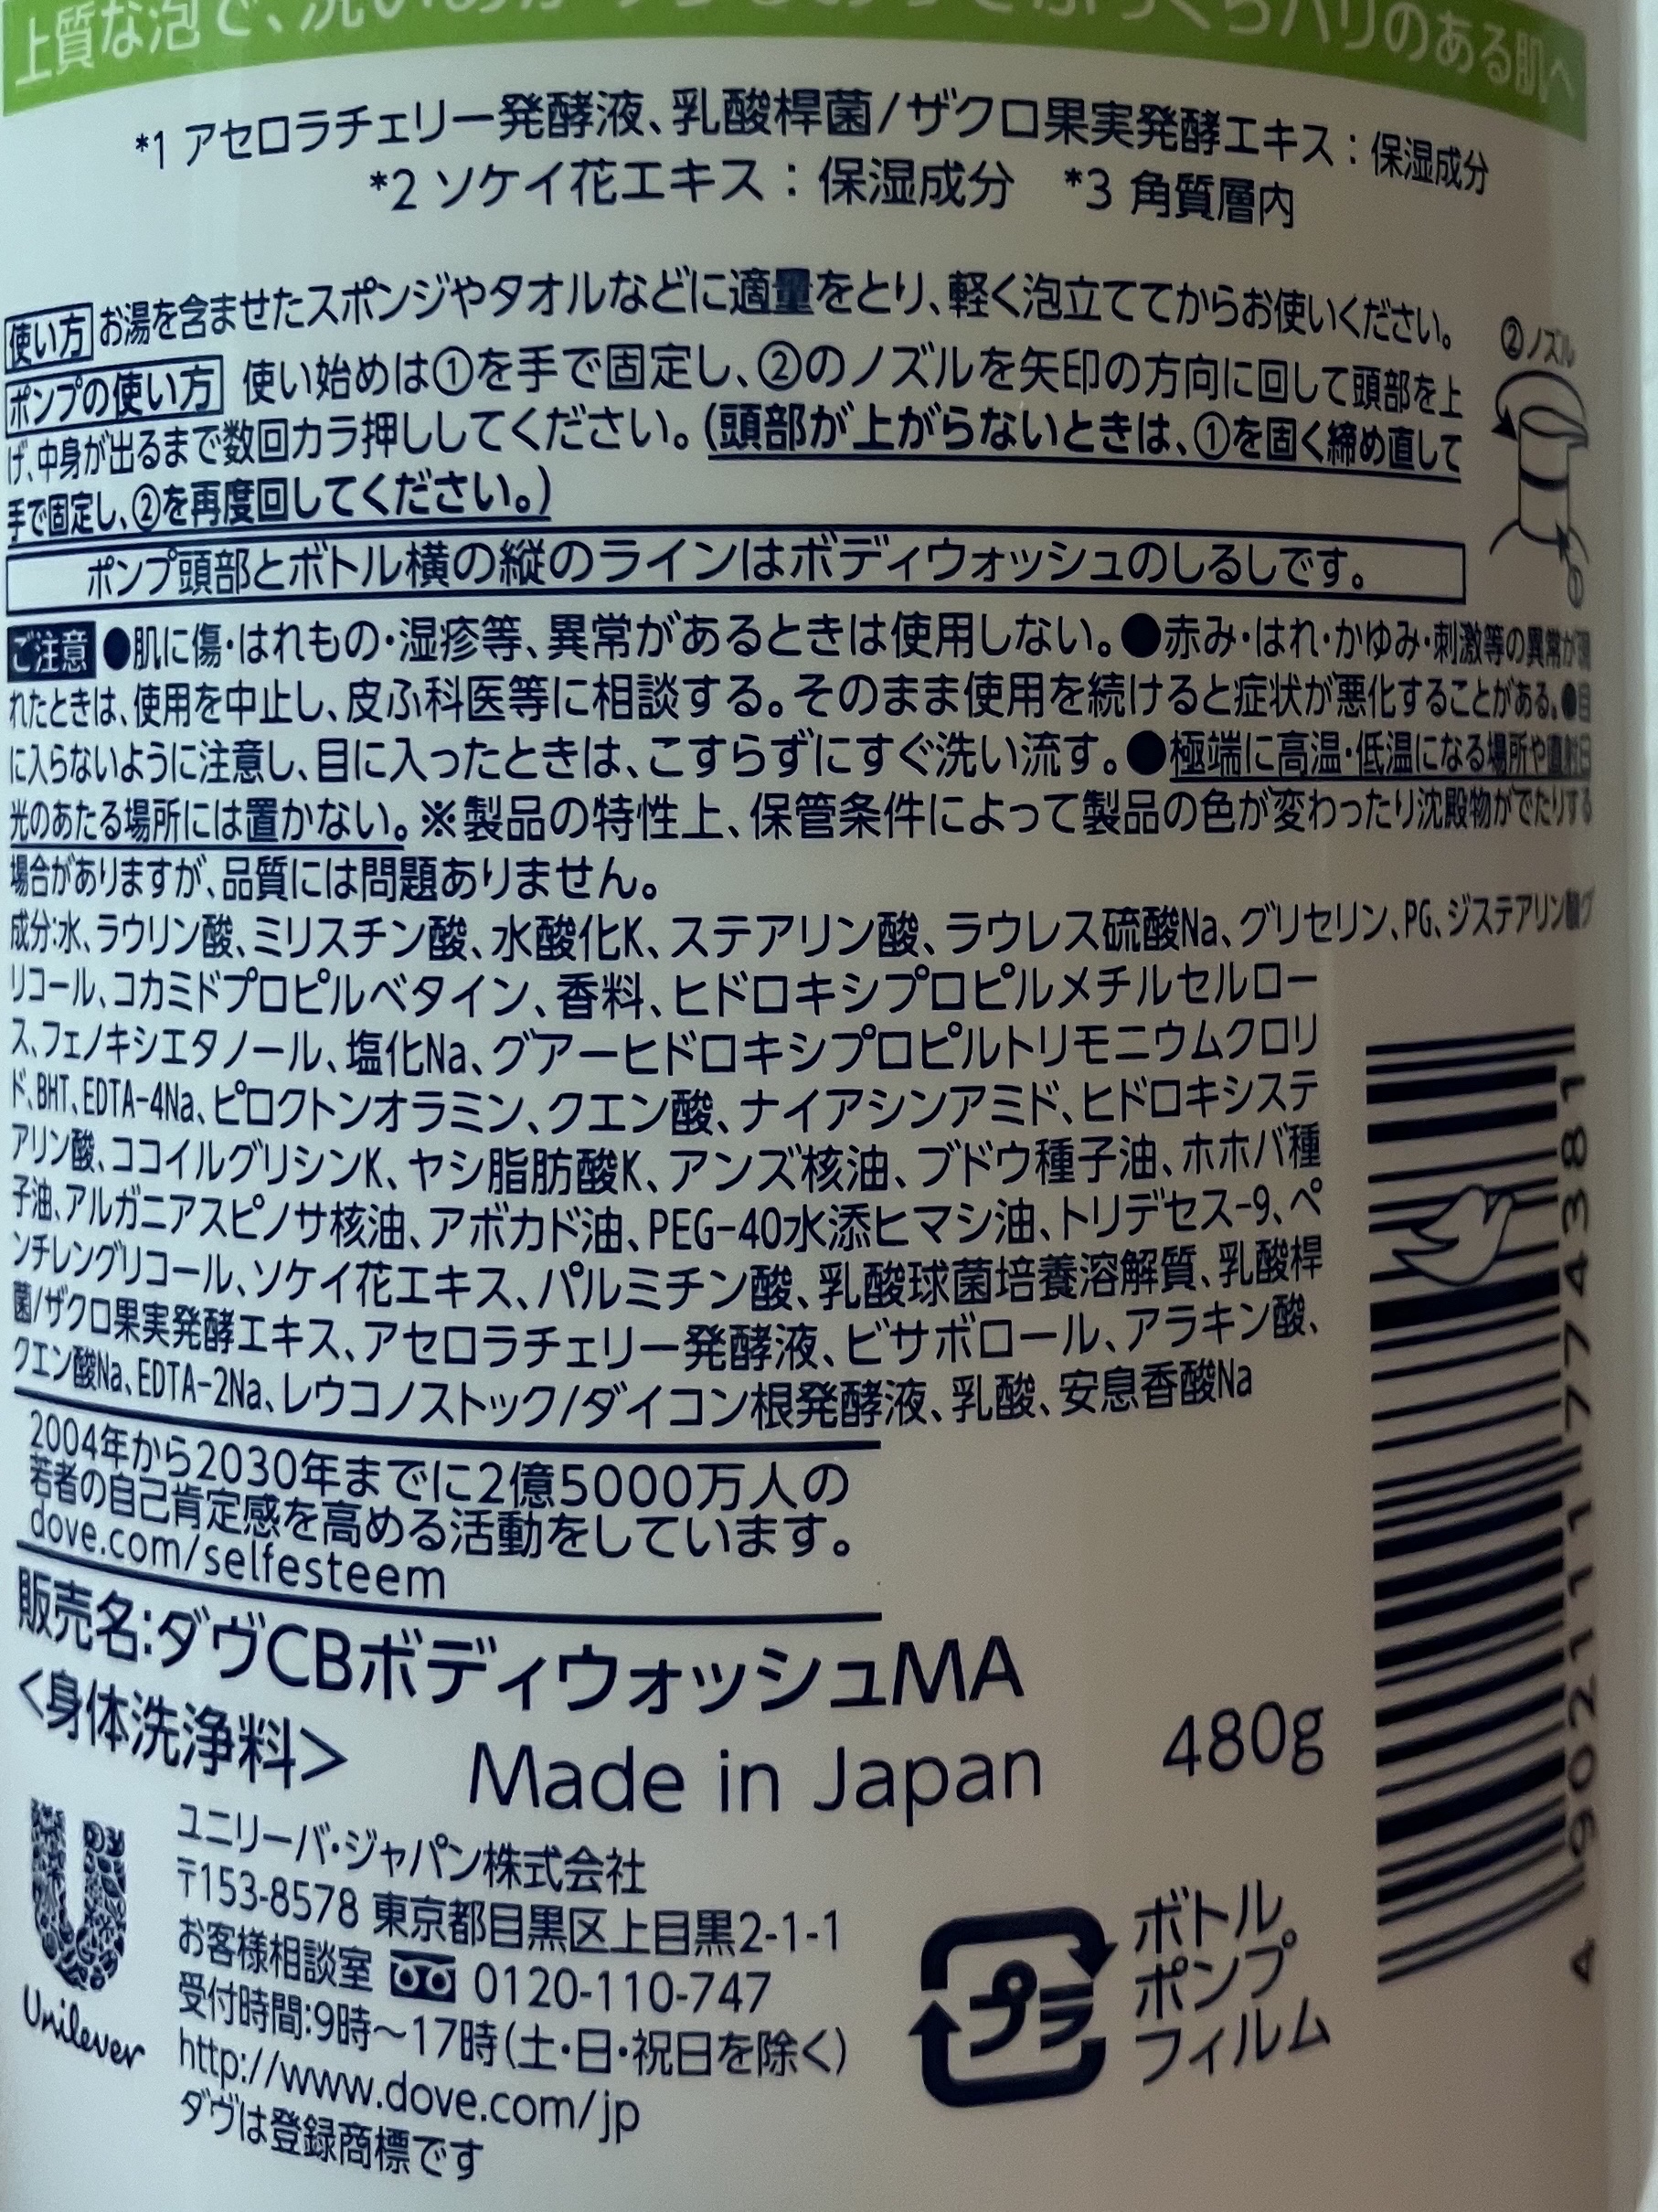 上質な泡で、洗い
ハリのある肌へ
*1 アセロラチェリー発酵液、乳酸桿菌/ザクロ果実発酵エキス：保湿成分
*2 ソケイ花エキス：保湿成分 *3 角質層内
使い方 お湯を含ませたスポンジやタオルなどに適量をとり、軽く泡立ててからお使いください。
②ノズル
ポンプの使い方 使い始めは①を手で固定し、②のノズルを矢印の方向に回して頭部を上
げ、中身が出るまで数回カラ押ししてください。(頭部が上がらないときは、①を固く締め直して
手で固定し、②を再度回してください。)
①
ポンプ頭部とボトル横の縦のラインはボディウォッシュのしるしです。
ご注意 ●肌に傷・はれもの・湿疹等、異常があるときは使用しない。●赤み・はれ・かゆみ・刺激等の異常が現
れたときは、使用を中止し、皮ふ科医等に相談する。そのまま使用を続けると症状が悪化することがある。●目
に入らないように注意し、目に入ったときは、こすらずにすぐ洗い流す。●極端に高温・低温になる場所や直射日
光のあたる場所には置かない。※製品の特性上、保管条件によって製品の色が変わったり沈殿物がでたりする
場合がありますが、品質には問題ありません。
成分:水、ラウリン酸、ミリスチン酸、水酸化K、ステアリン酸、ラウレス硫酸Na、グリセリン、PG、ジステアリン酸グ
リコール、コカミドプロピルベタイン、香料、ヒドロキシプロピルメチルセルロー
ス、フェノキシエタノール、塩化Na、グアーヒドロキシプロピルトリモニウムクロリ
ド、BHT、EDTA-4Na、ピロクトンオラミン、クエン酸、ナイアシンアミド、ヒドロキシステ
アリン酸、ココイルグリシンK、ヤシ脂肪酸K、アンズ核油、ブドウ種子油、ホホバ種
子油、アルガニアスピノサ核油、アボカド油、PEG-40水添ヒマシ油、トリデセス-9、ペ
ンチレングリコール、ソケイ花エキス、パルミチン酸、乳酸球菌培養溶解質、乳酸桿
菌/ザクロ果実発酵エキス、アセロラチェリー発酵液、ビサボロール、アラキン酸、
クエン酸Na、EDTA-2Na、レウコノストック/ダイコン根発酵液、乳酸、安息香酸Na
2004年から2030年までに2億5000万人の
若者の自己肯定感を高める活動をしています。
dove.com/selfesteem
販売名:ダヴCBボディウォッシュMA
<身体洗浄料>
Made in Japan
480g
4902111774381
Unilever
ユニリーバ・ジャパン株式会社
〒153-8578 東京都目黒区上目黒2-1-1
お客様相談室 0120-110-747
受付時間:9時～17時(土・日・祝日を除く)
http://www.dove.com/jp
ダヴは登録商標です
プラ
ボトル
ポンプ
フィルム